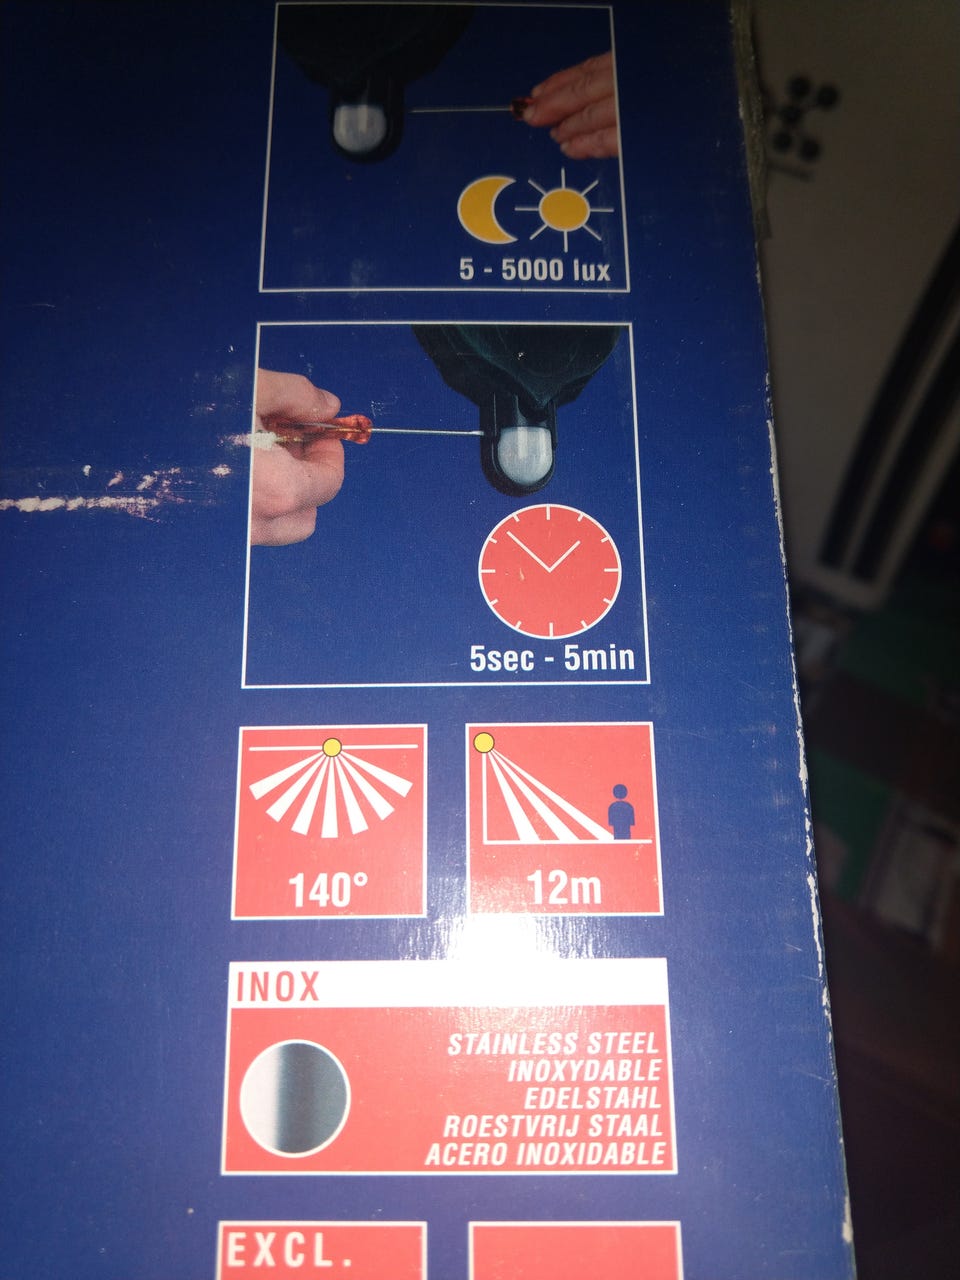 5 - 5000 lux
5sec - 5min
140°
12m
INOX
STAINLESS STEEL
INOXYDABLE
EDELSTAHL
ROESTVRIJ STAAL
ACERO INOXIDABLE
EXCL.